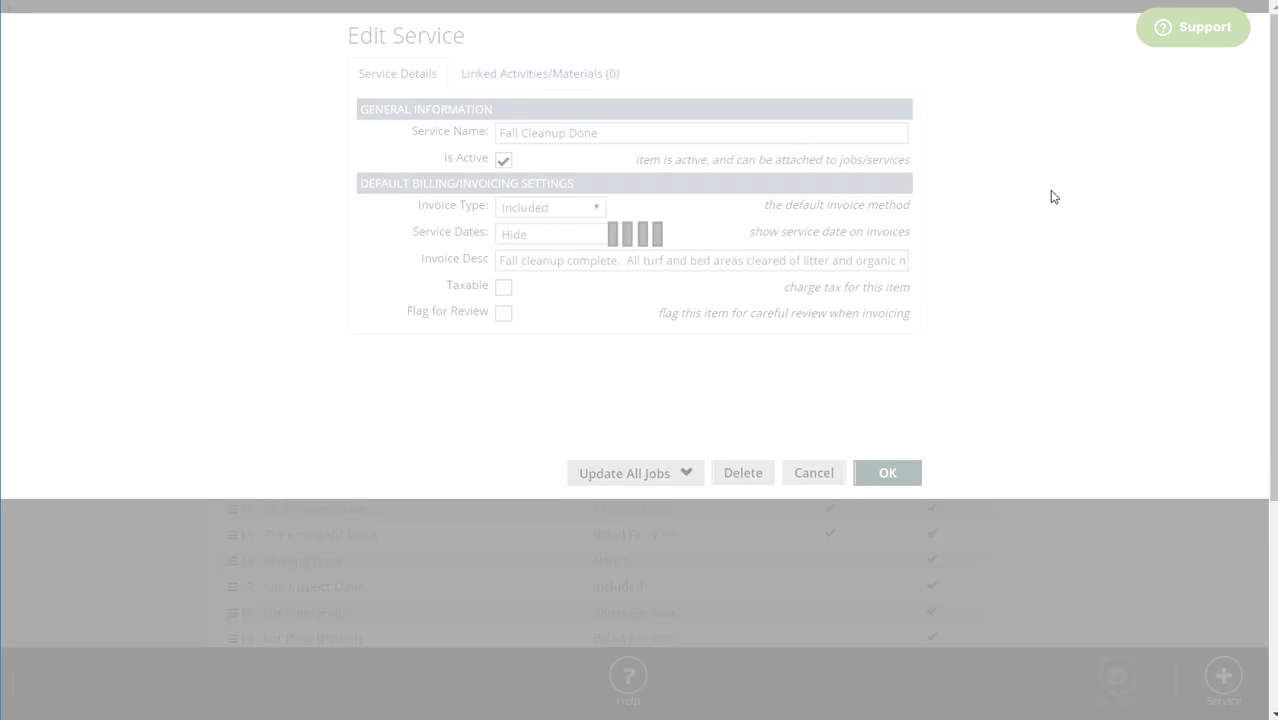 Edit Service
Support
Service Details
Linked Activities/Materials (0)
GENERAL INFORMATION
Service Name: Fall Cleanup Done
Is Active item is active, and can be attached to jobs/services
DEFAULT BILLING/INVOICING SETTINGS
Invoice Type: Included the default invoice method
Service Dates: Hide show service date on invoices
Invoice Desc Fall cleanup complete. All turf and bed areas cleared of litter and organic
Taxable charge tax for this item
Flag for Review flag this item for careful review when invoicing
Update All Jobs Delete Cancel OK
Site Inspect Done Included
Help
Service